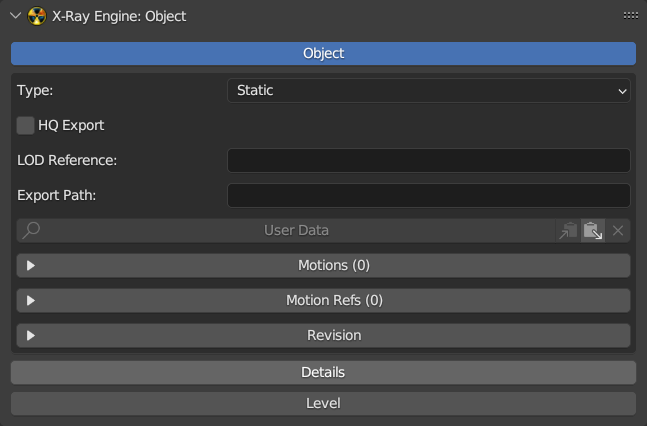 X-Ray Engine: Object
Object
Type: Static
HQ Export
LOD Reference:
Export Path:
User Data
Motions (0)
Motion Refs (0)
Revision
Details
Level